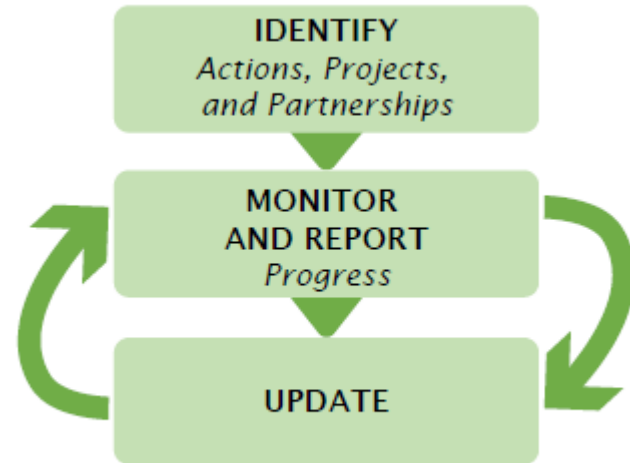 IDENTIFY
Actions, Projects,
and Partnerships
MONITOR
AND REPORT
Progress
UPDATE